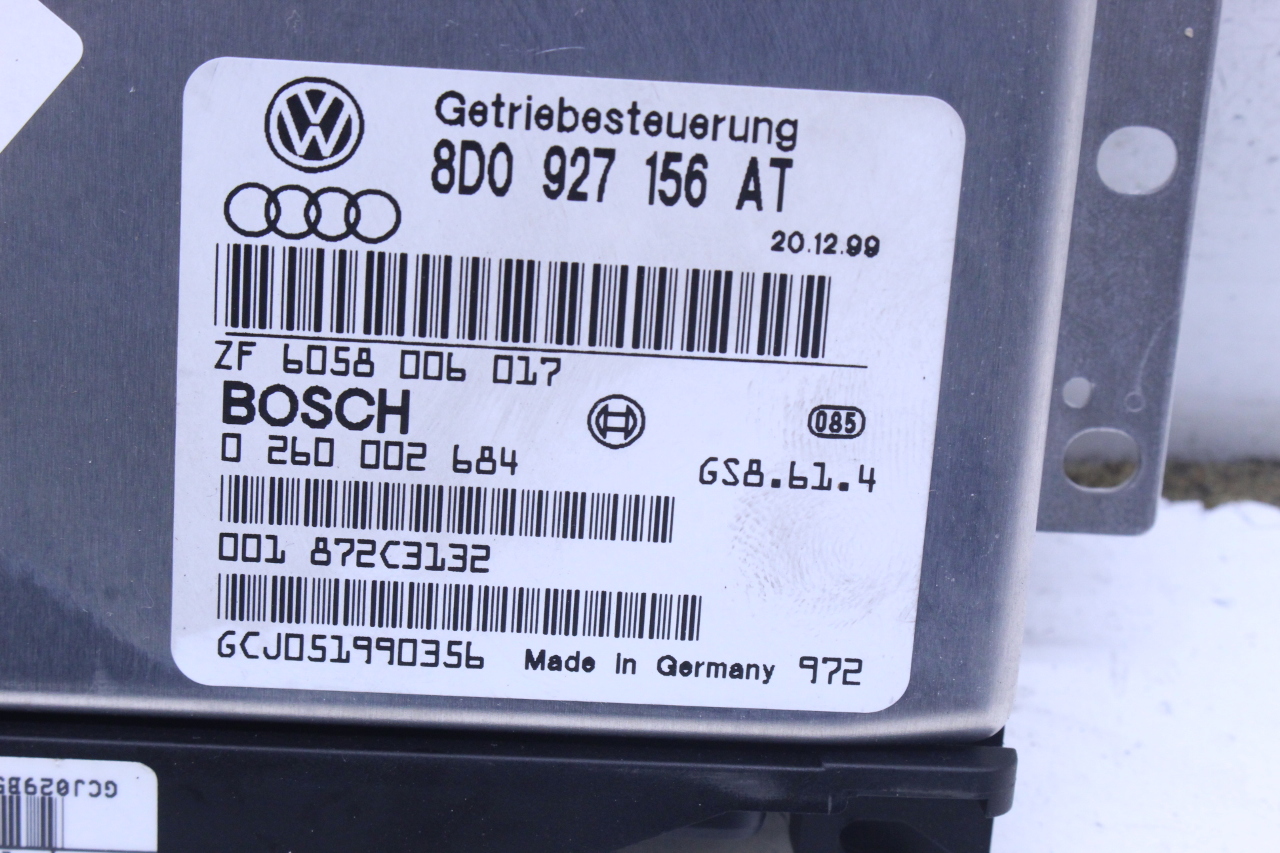 Getriebesteuerung
8D0 927 156 AT
20.12.99
ZF 6058 006 017
BOSCH
085
0 260 002 684
GS8.61.4
001 872C3132
GCJ051990356 Made in Germany 972